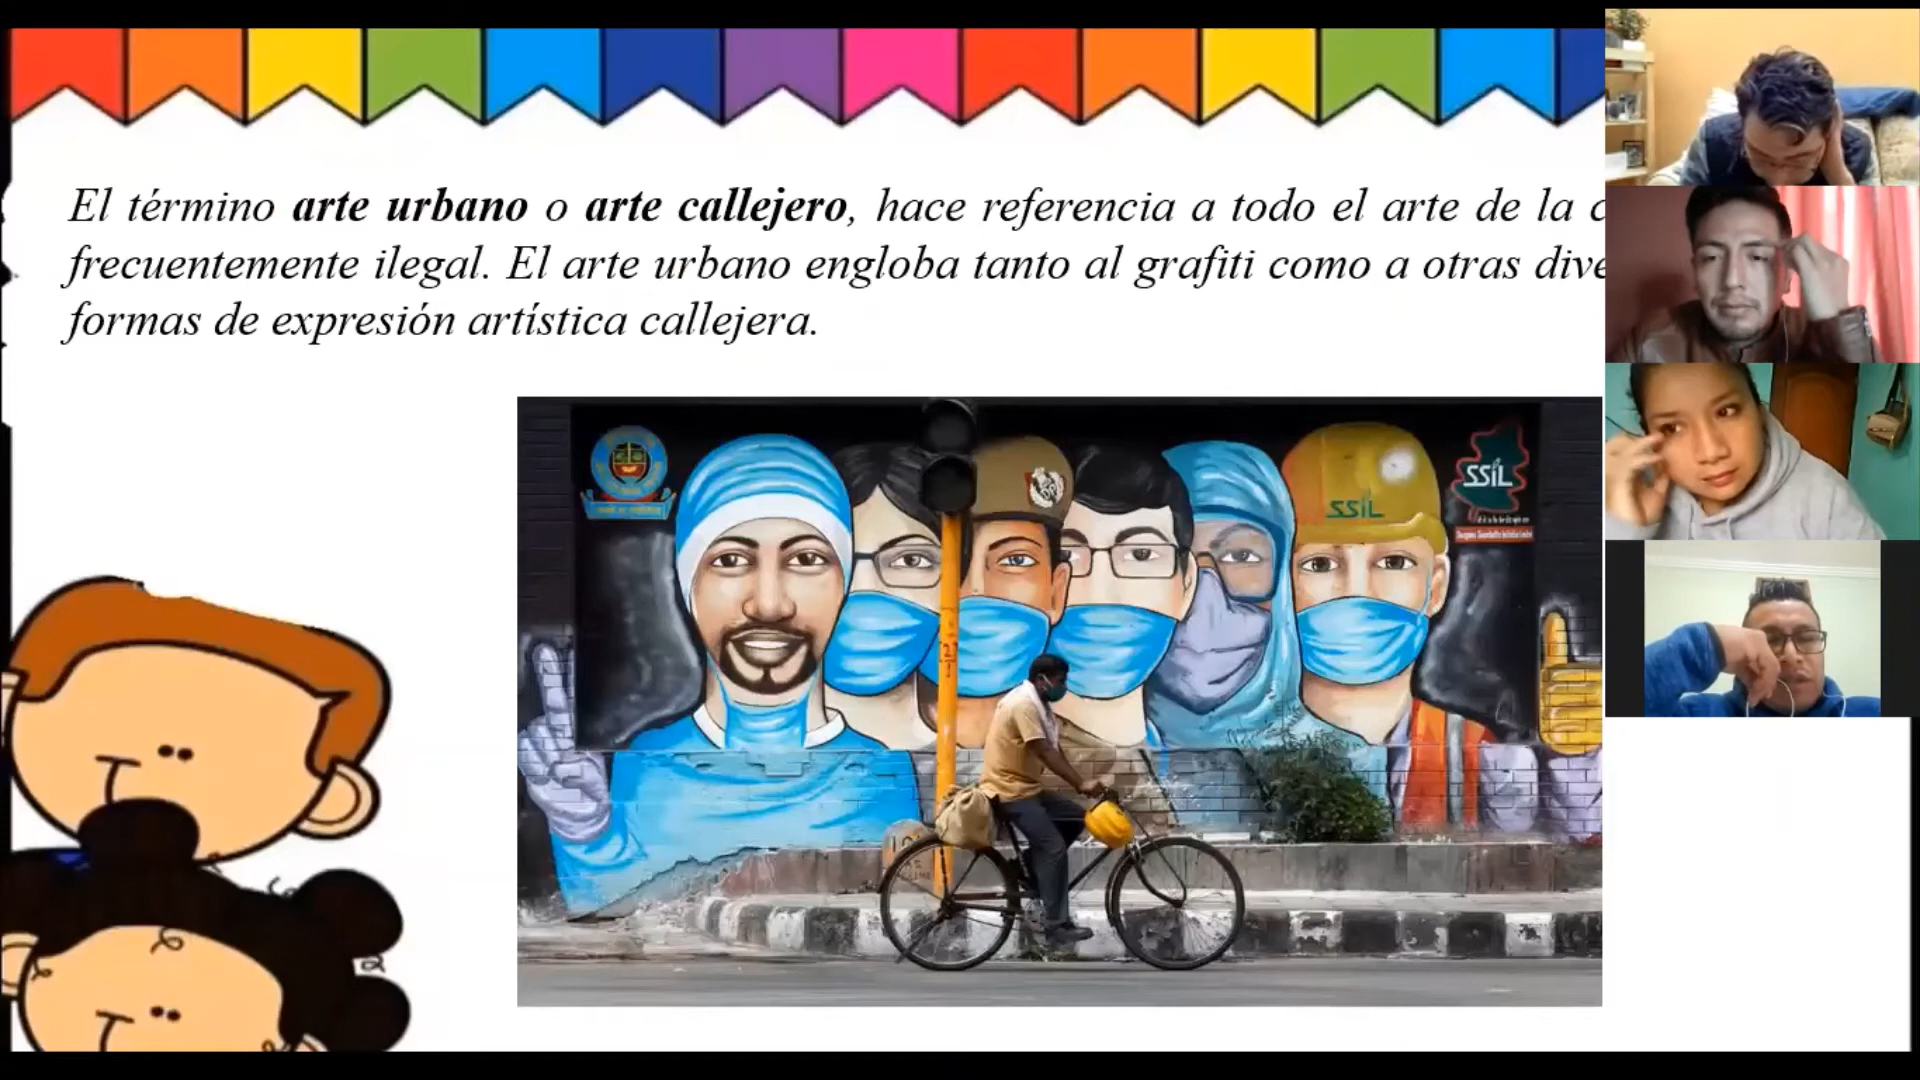 El término arte urbano o arte callejero, hace referencia a todo el arte de la
frecuentemente ilegal. El arte urbano engloba tanto al grafiti como a otras
formas de expresión artística callejera.
SSIL
SSIL